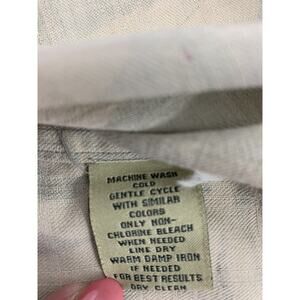 MACHINE WASH
COLD
GENTLE CYCLE
WITH SIMILAR
COLORS
ONLY NON-
CHLORINE BLEACH
WHEN NEEDED
LINE DRY
WARM DAMP IRON
IF NEEDED
FOR BEST RESULTS
DRY CLEAN